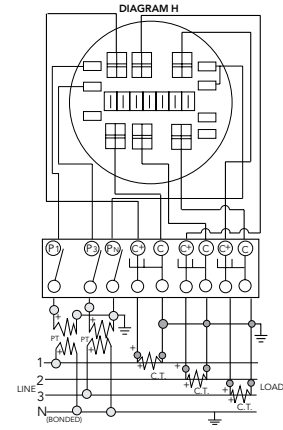 DIAGRAM H
P1 P3 PN C+ C C+ C C+ C
+ +
PT PT
1
+ C.T.
2
+ C.T.
LINE LOAD
3
+ C.T.
N
(BONDED)